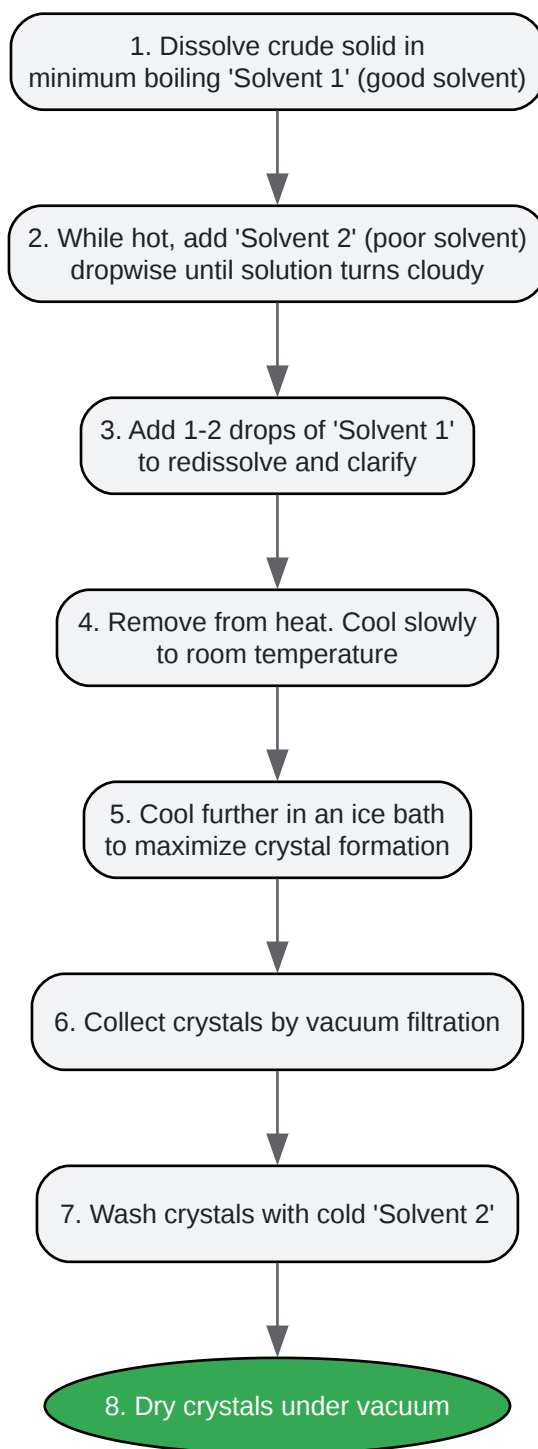 1. Dissolve crude solid in
minimum boiling 'Solvent 1' (good solvent)
2. While hot, add 'Solvent 2' (poor solvent)
dropwise until solution turns cloudy
3. Add 1-2 drops of 'Solvent 1'
to redissolve and clarify
4. Remove from heat. Cool slowly
to room temperature
5. Cool further in an ice bath
to maximize crystal formation
6. Collect crystals by vacuum filtration
7. Wash crystals with cold 'Solvent 2'
8. Dry crystals under vacuum